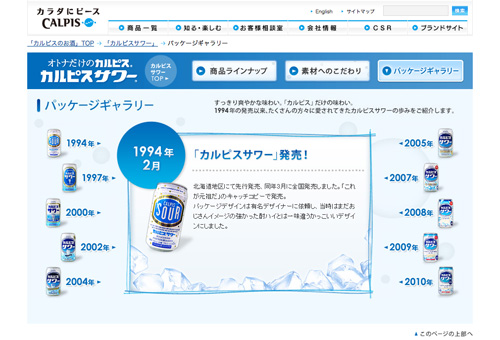 カラダにピース
CALPIS
English サイトマップ 検索
商品一覧 知る・楽しむ お客様相談室 会社情報 CSR ブランドサイト
「カルピスのお酒」TOP 「カルピスサワー」 パッケージギャラリー
オトナだけのカルピス。
カルピスサワー。
カルピス
サワー
TOP
商品ラインナップ
素材へのこだわり
パッケージギャラリー
パッケージギャラリー
すっきり爽やかな味わい。「カルピス」だけの味わい。
1994年の発売以来、たくさんの方々に愛されてきたカルピスサワーの歩みをご紹介します。
1994年
1997年
2000年
2002年
2004年
1994年
2月
CALPIS
SOUR
「カルピスサワー」発売！
北海道地区にて先行発売、同年3月に全国発売しました。「これ
が元祖だ」のキャッチコピーで発売。
パッケージデザインは有名デザイナーに依頼し、当時はまだお
じさんイメージの強かった酎ハイとは一味違うかっこいいデザイ
ンにしました。
2005年
2007年
2008年
2009年
2010年
このページの上部へ